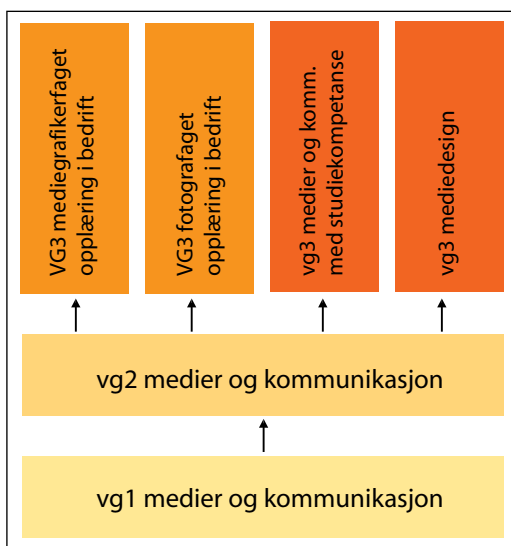 VG3 mediegrafikerfaget
opplæring i bedrift
VG3 fotografaget
opplæring i bedrift
vg3 medier og komm.
med studiekompetanse
vg3 mediedesign
vg2 medier og kommunikasjon
vg1 medier og kommunikasjon